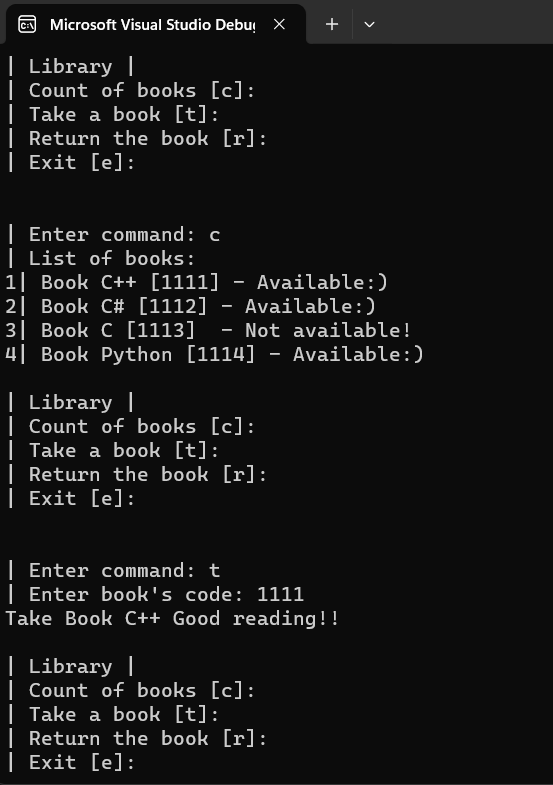 Microsoft Visual Studio Debu
| Library |
| Count of books [c]:
| Take a book [t]:
| Return the book [r]:
| Exit [e]:
| Enter command: c
| List of books:
1| Book C++ [1111] - Available:)
2| Book C# [1112] - Available:)
3| Book C [1113]  - Not available!
4| Book Python [1114] - Available:)
| Library |
| Count of books [c]:
| Take a book [t]:
| Return the book [r]:
| Exit [e]:
| Enter command: t
| Enter book's code: 1111
Take Book C++ Good reading!!
| Library |
| Count of books [c]:
| Take a book [t]:
| Return the book [r]:
| Exit [e]: